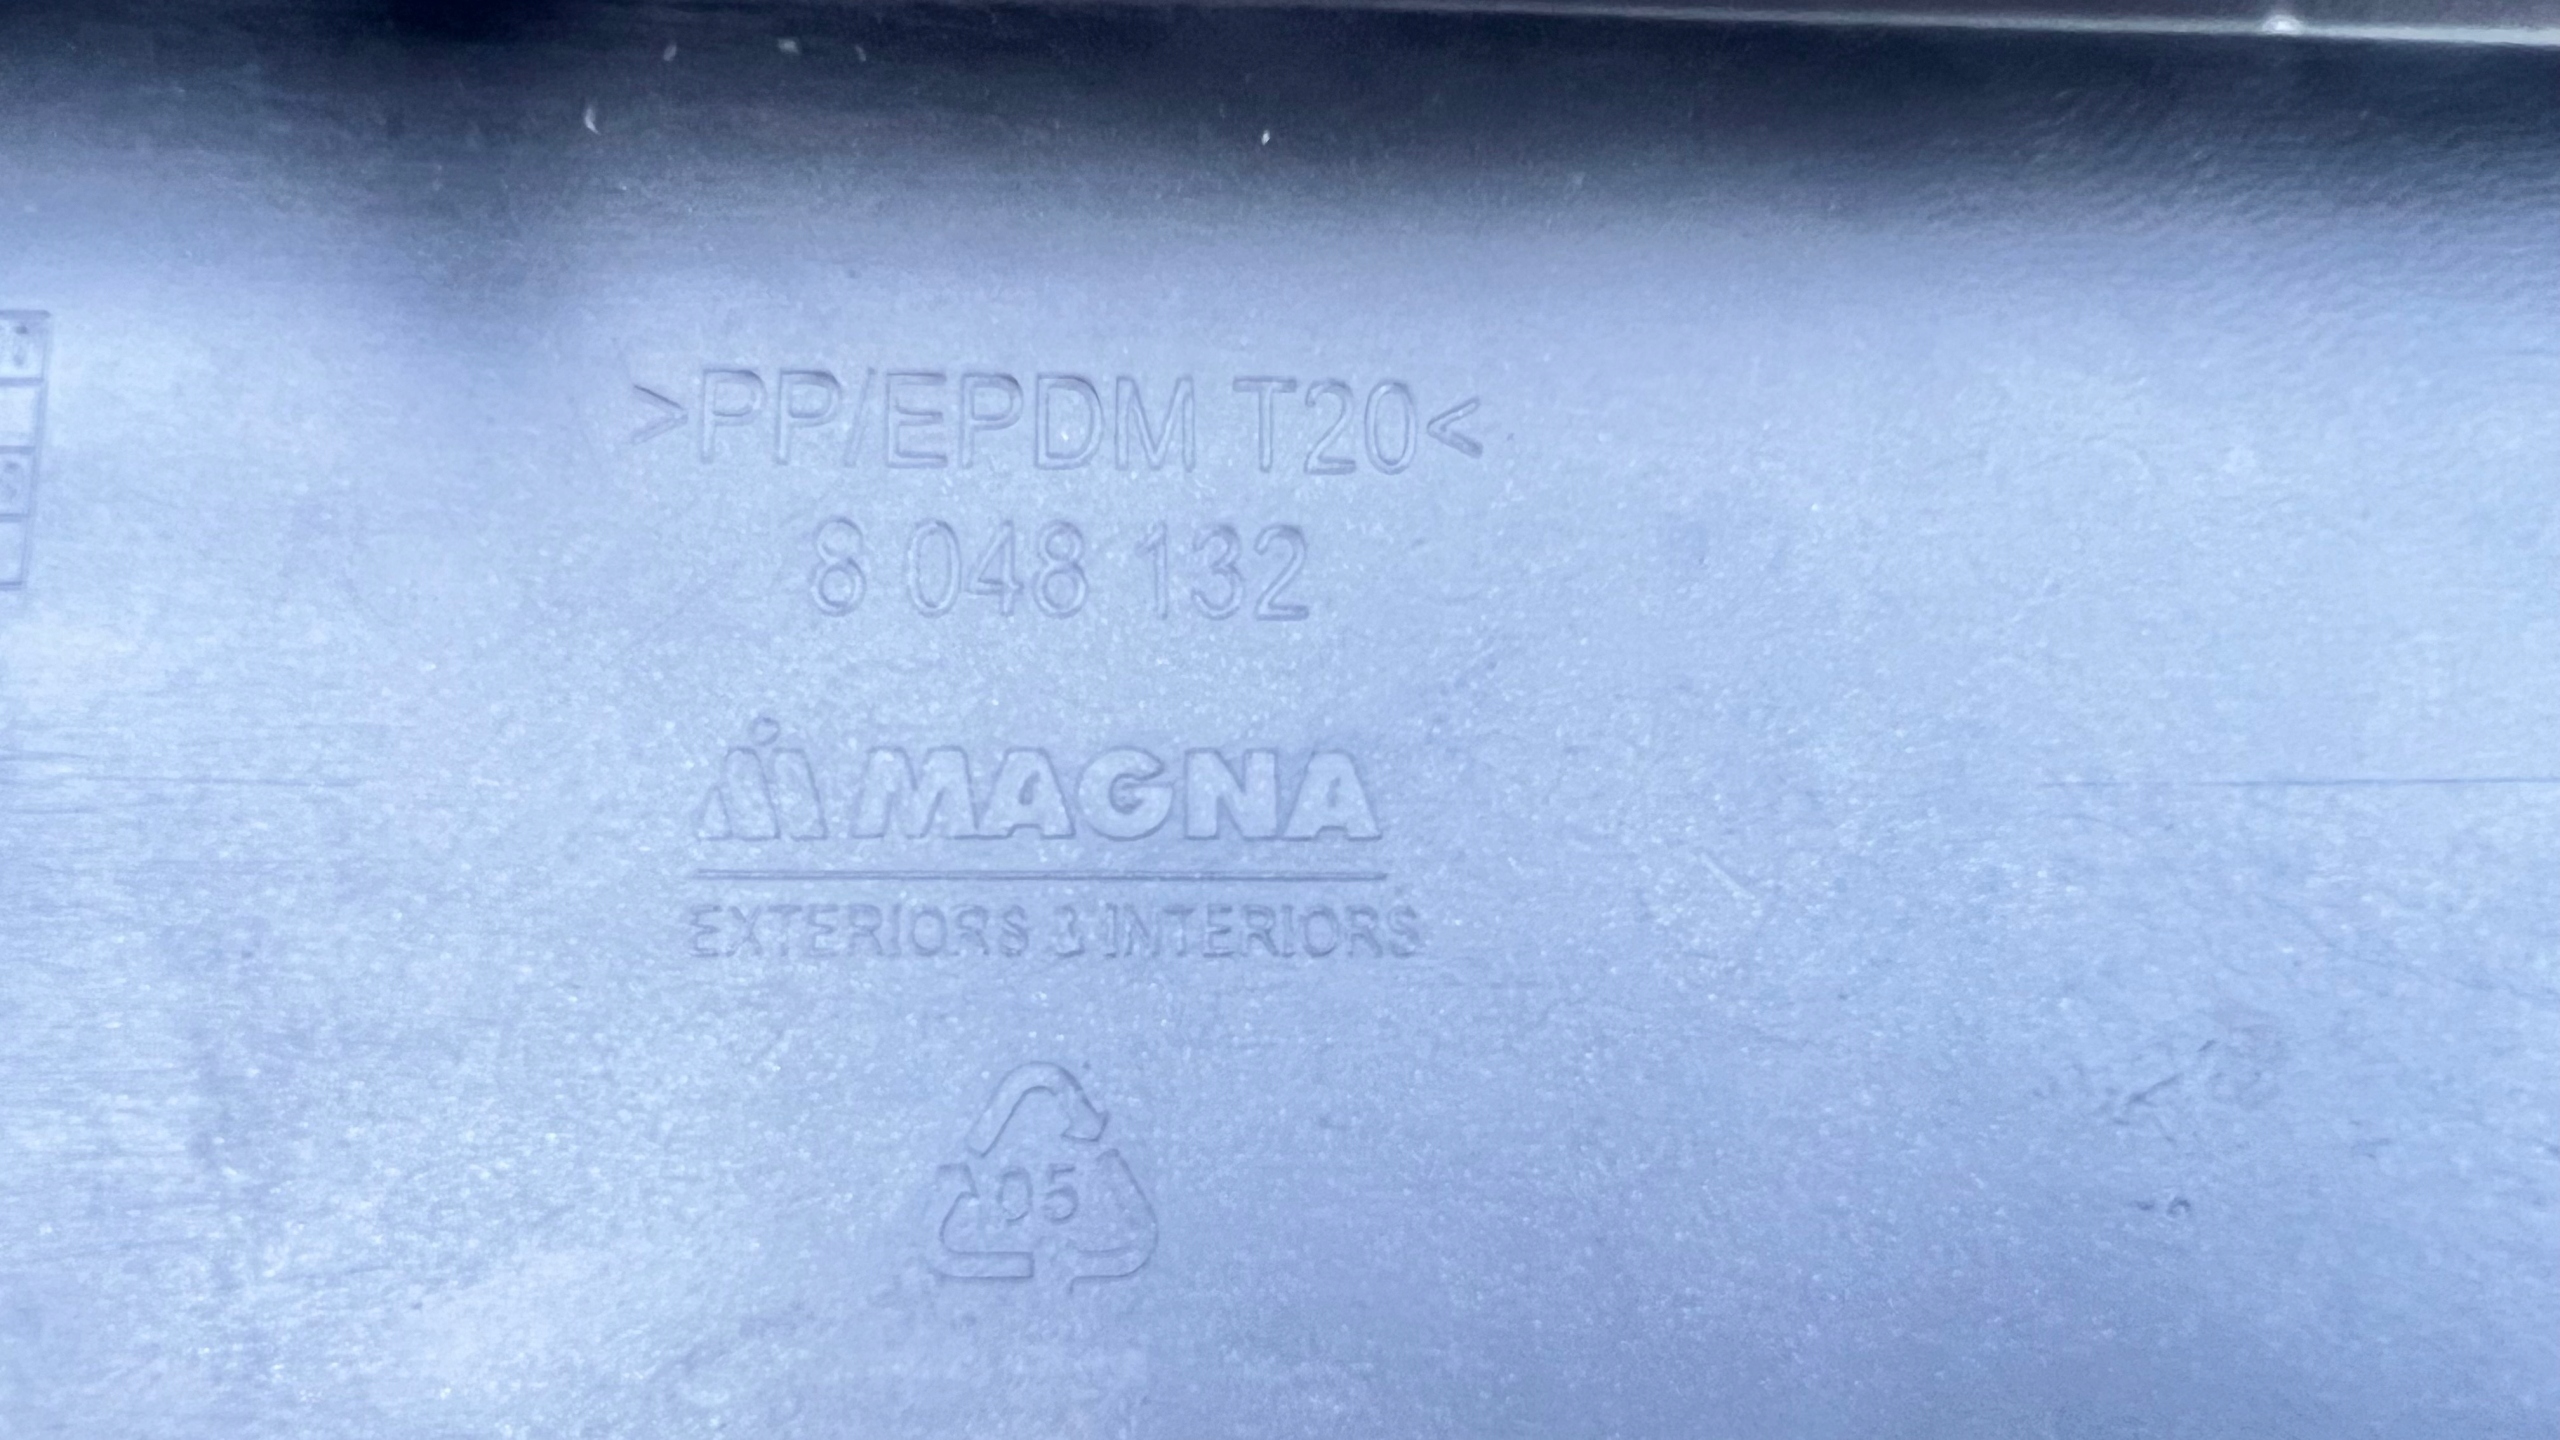 >PP/EPDM T20<
8 048 132
MAGNA
EXTERIORS & INTERIORS
05